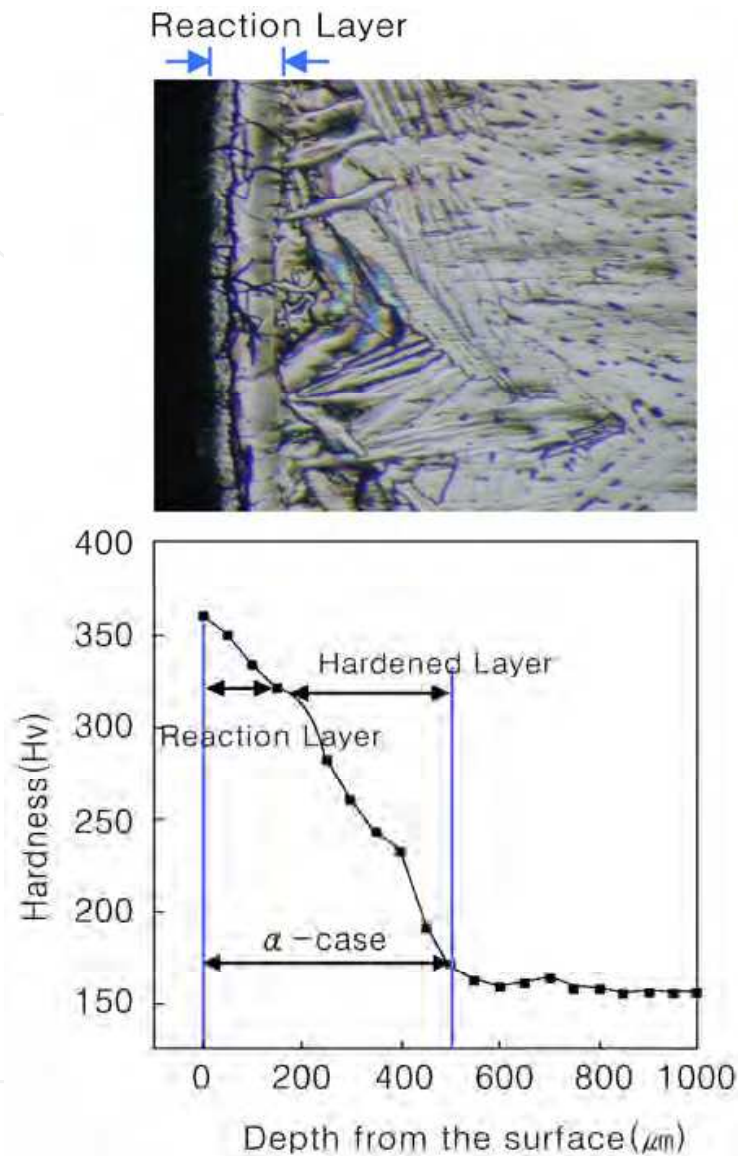 Reaction Layer
400
350
300
250
200
150
Hardness(Hv)
Hardened Layer
Reaction Layer
α-case
0 200 400 600 800 1000
Depth from the surface(㎛)